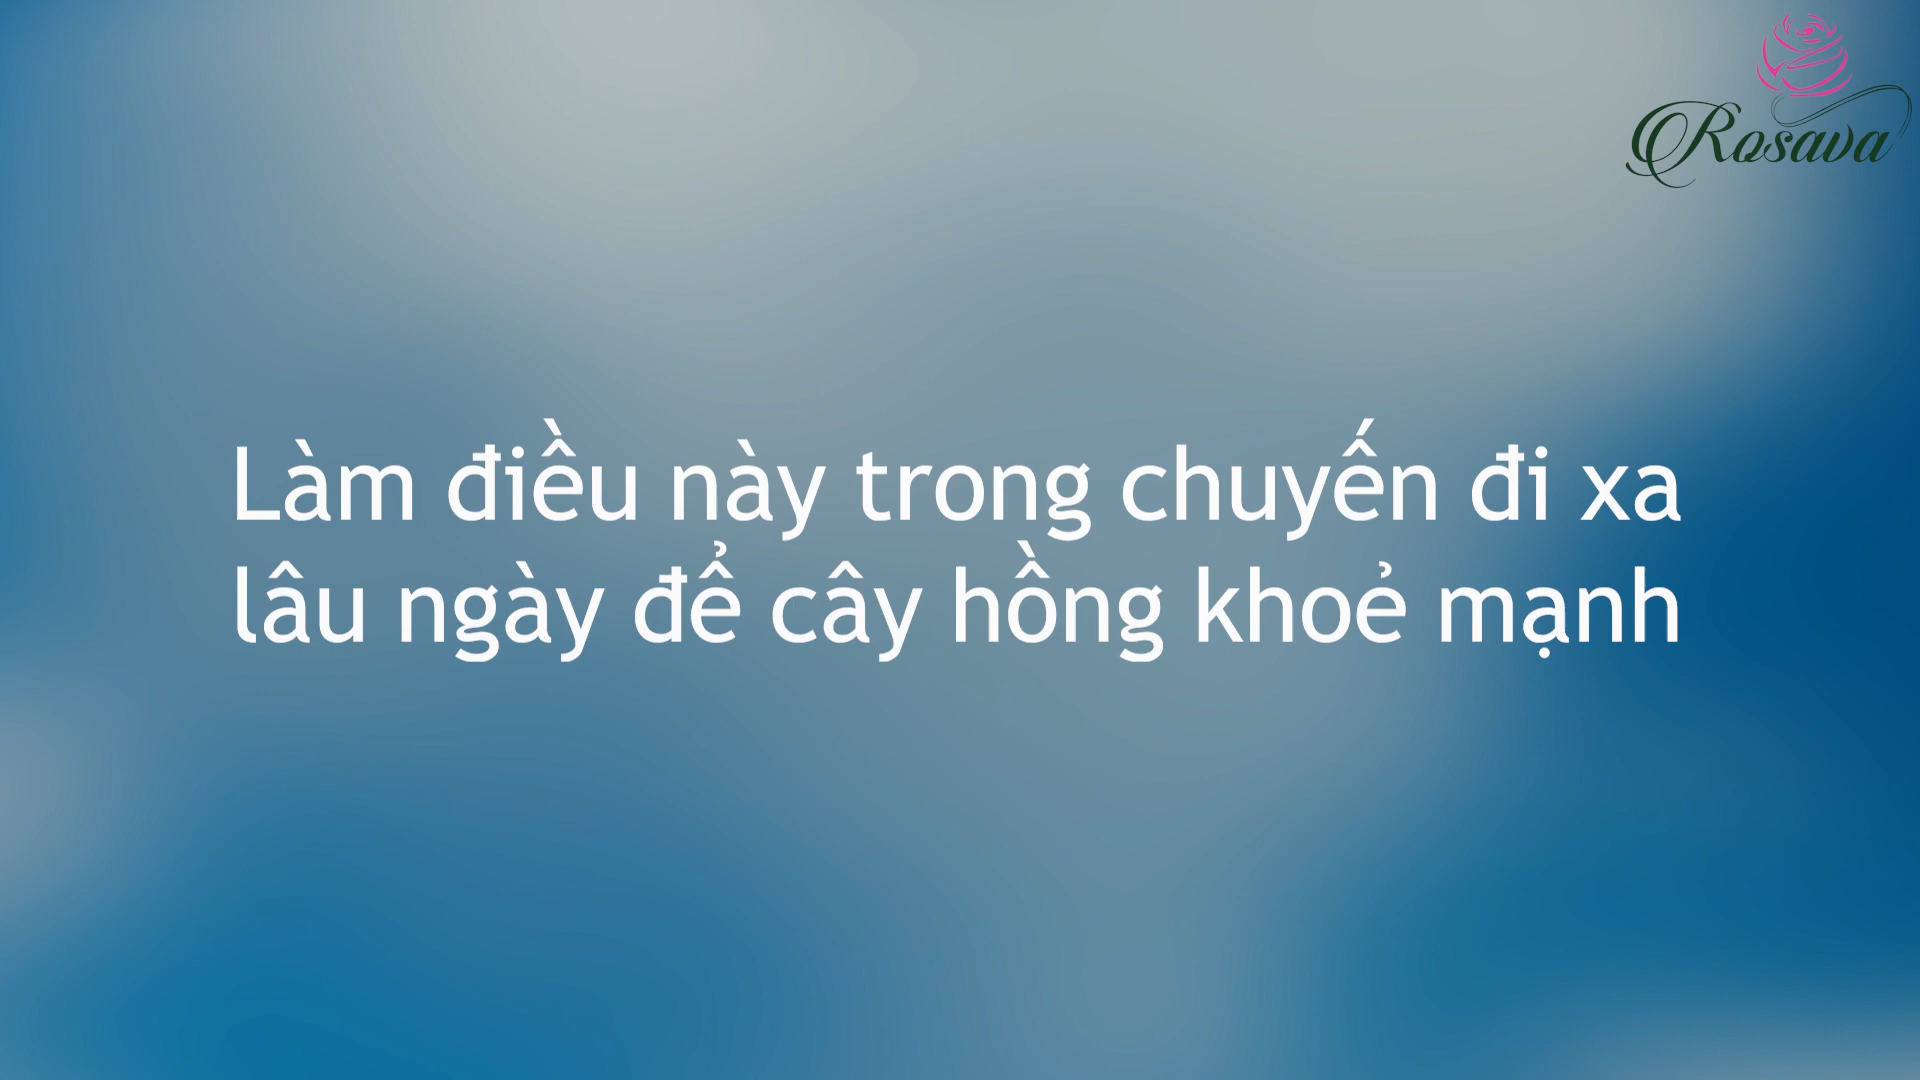 Rosava
Làm điều này trong chuyến đi xa
lâu ngày để cây hồng khoẻ mạnh